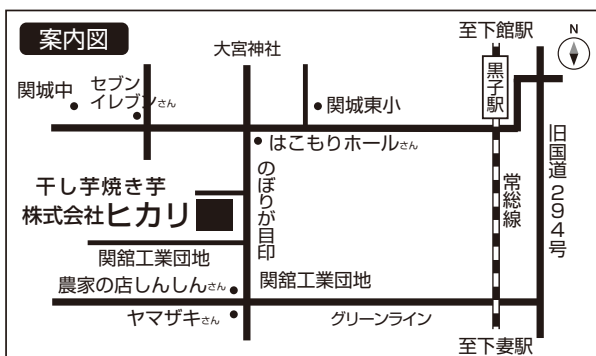 案内図
大宮神社
至下館駅
N
関城中
セブン
イレブンさん
関城東小
黒子駅
はこもりホールさん
旧国道294号
干し芋焼き芋
株式会社ヒカリ
のぼりが目印
常総線
関舘工業団地
農家の店しんしんさん
関舘工業団地
ヤマザキさん
グリーンライン
至下妻駅